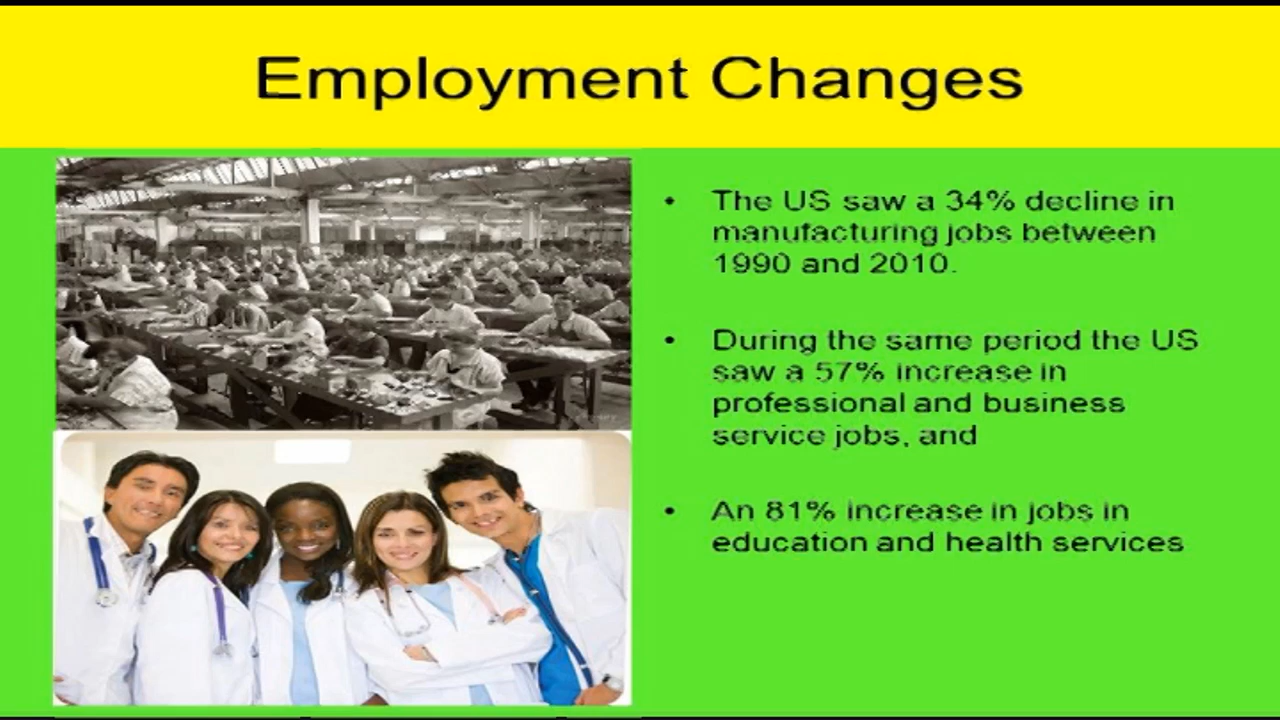 Employment Changes
• The US saw a 34% decline in
manufacturing jobs between
1990 and 2010.
• During the same period the US
saw a 57% increase in
professional and business
service jobs, and
• An 81% increase in jobs in
education and health services